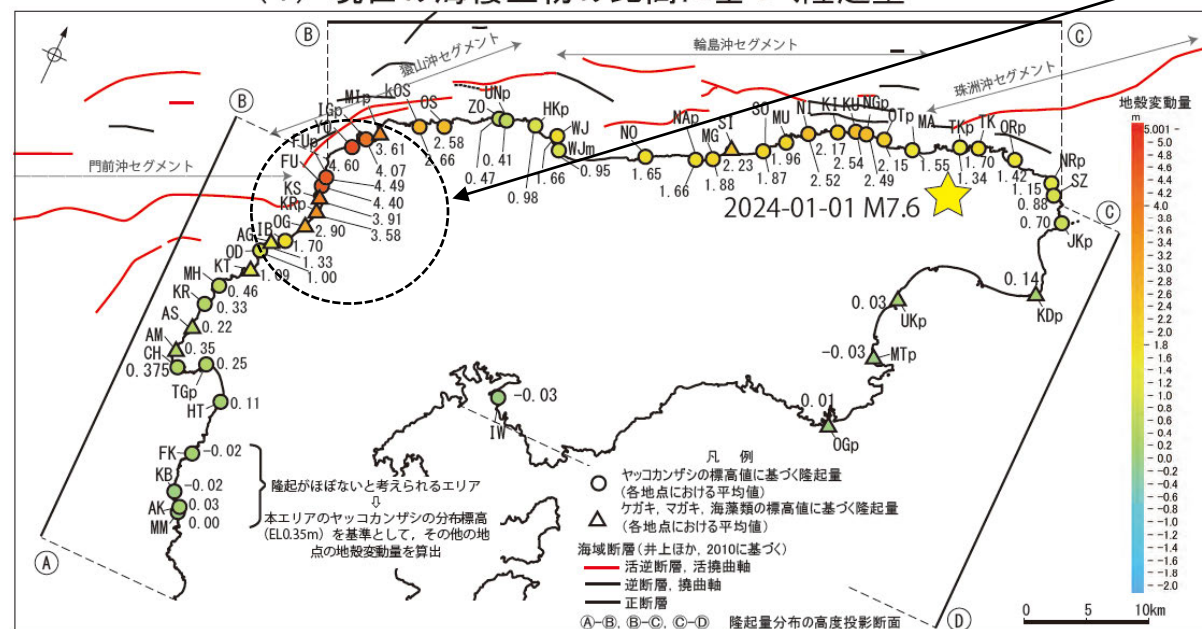 Ⓑ
Ⓒ
猿山沖セグメント
輪島沖セグメント
珠洲沖セグメント
門前沖セグメント
Ⓑ
地殻変動量
m
5.001 -
- 4.8
- 4.6
- 4.4
- 4.2
- 4.0
- 3.8
- 3.6
- 3.4
- 3.2
- 3.0
- 2.8
- 2.6
- 2.4
- 2.2
- 2.0
- 1.8
- 1.6
- 1.4
- 1.2
- 1.0
- 0.8
- 0.6
- 0.4
- 0.2
- 0.0
- -0.2
- -0.4
- -0.6
- -0.8
- -1.0
- -1.2
- -1.4
- -1.6
- -1.8
- -2.0
MIp
kOS
OS
ZO
UNp
HKp
WJ
WJm
NO
NAp
MG
SI
SO
MU
NI
KI
KU
NGp
OTp
MA
TKp
TK
ORp
NRp
SZ
JKp
IGp
YO
FUp
FU
KS
KRp
OG
IB
AG
OD
KT
MH
KR
AS
AM
CH
TGp
HT
FK
KB
AK
MM
3.61
2.66
2.58
0.47
0.41
0.98
1.66
0.95
1.65
1.66
1.88
2.23
1.87
1.96
2.52
2.17
2.54
2.49
2.15
1.55
1.34
1.70
1.42
1.15
0.88
0.70
4.60
4.07
4.49
4.40
3.91
3.58
2.90
1.70
1.33
1.00
1.09
0.46
0.33
0.22
0.35
0.375
0.25
0.11
-0.02
-0.02
0.03
0.00
2024-01-01 M7.6
Ⓒ
0.14
KDp
0.03
UKp
-0.03
MTp
0.01
OGp
-0.03
IW
隆起がほぼないと考えられるエリア
⇩
本エリアのヤッコカンザシの分布標高
(EL0.35m)を基準として,その他の地
点の地殻変動量を算出
凡 例
ヤッコカンザシの標高値に基づく隆起量
(各地点における平均値)
ケガキ,マガキ,海藻類の標高値に基づく隆起量
(各地点における平均値)
海域断層(井上ほか,2010に基づく)
活逆断層,活撓曲軸
逆断層,撓曲軸
正断層
Ⓐ-Ⓑ, Ⓑ-Ⓒ, Ⓒ-Ⓓ 隆起量分布の高度投影断面
Ⓐ
Ⓓ
0 5 10km